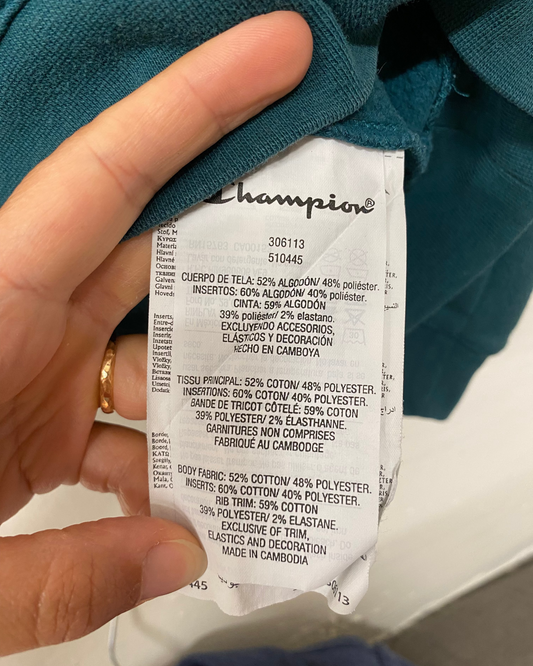 Champion®
306113
510445
CUERPO DE TELA: 52% ALGODÓN/ 48% poliéster.
INSERTOS: 60% ALGODÓN/ 40% poliéster.
CINTA: 59% ALGODÓN
39% poliéster/ 2% elastano.
EXCLUYENDO ACCESORIOS,
ELÁSTICOS Y DECORACIÓN
HECHO EN CAMBOYA
TISSU PRINCIPAL: 52% COTON/ 48% POLYESTER.
INSERTIONS: 60% COTON/ 40% POLYESTER.
BANDE DE TRICOT CÔTELÉ: 59% COTON
39% POLYESTER/ 2% ÉLASTHANNE.
GARNITURES NON COMPRISES
FABRIQUÉ AU CAMBODGE
BODY FABRIC: 52% COTTON/ 48% POLYESTER.
INSERTS: 60% COTTON/ 40% POLYESTER.
RIB TRIM: 59% COTTON
39% POLYESTER/ 2% ELASTANE.
EXCLUSIVE OF TRIM,
ELASTICS AND DECORATION
MADE IN CAMBODIA